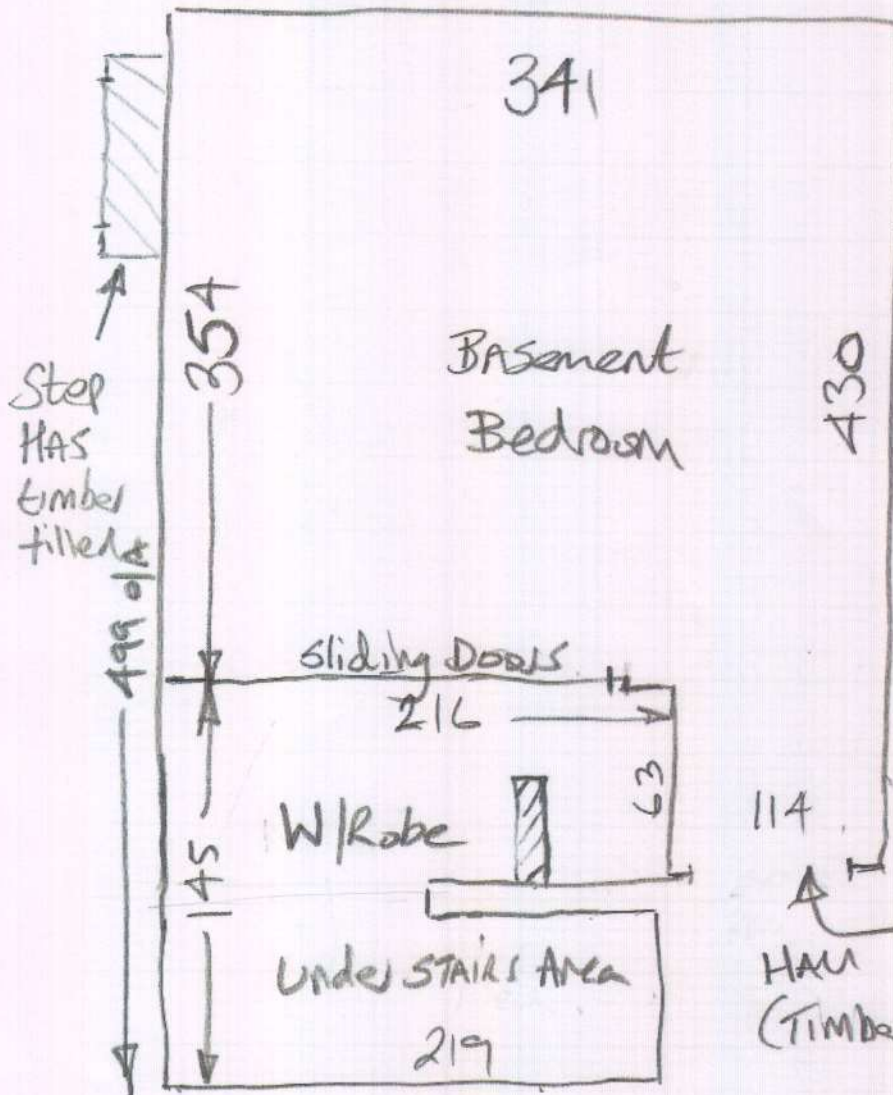 341
354
Basement
Bedroom
430
Step
HAS
timber
filled
499 o/A
Sliding Doors
216
63
W/Robe
145
114
Under STAIRS Area
219
HALL
(Timbe